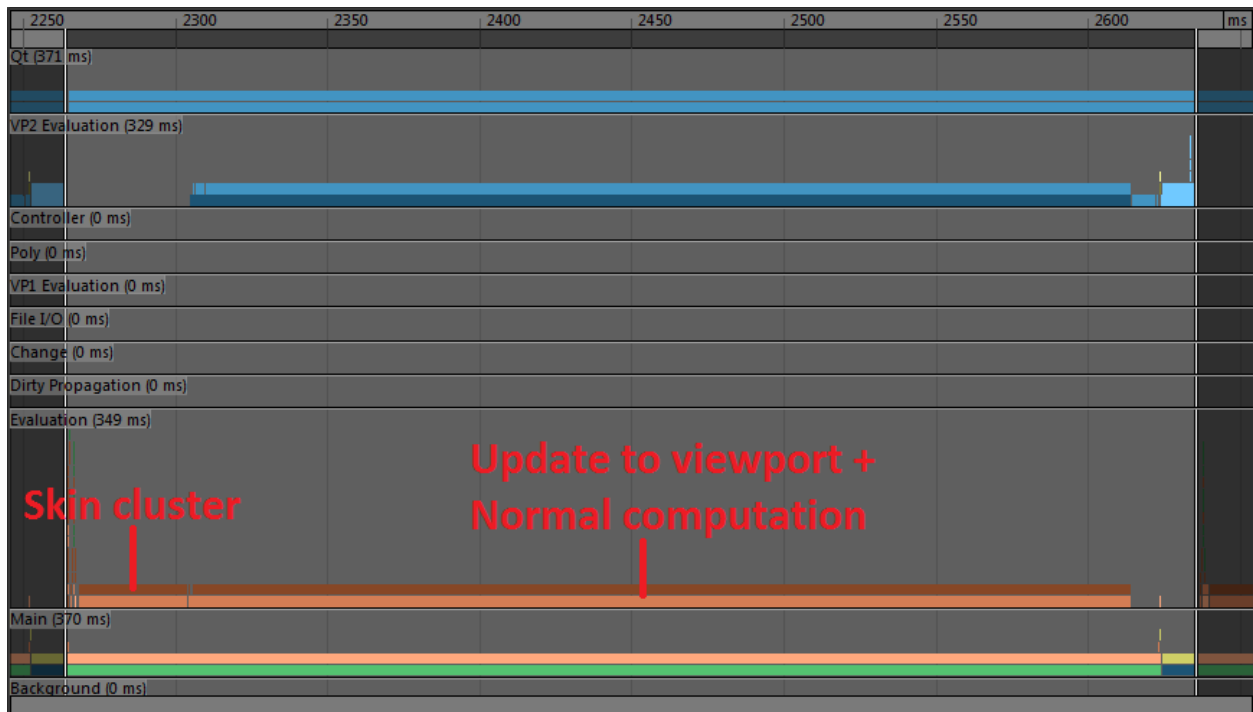 2250 2300 2350 2400 2450 2500 2550 2600 ms
Qt (371 ms)
VP2 Evaluation (329 ms)
Controller (0 ms)
Poly (0 ms)
VP1 Evaluation (0 ms)
File I/O (0 ms)
Change (0 ms)
Dirty Propagation (0 ms)
Evaluation (349 ms)
Update to viewport +
Skin cluster
Normal computation
Main (370 ms)
Background (0 ms)